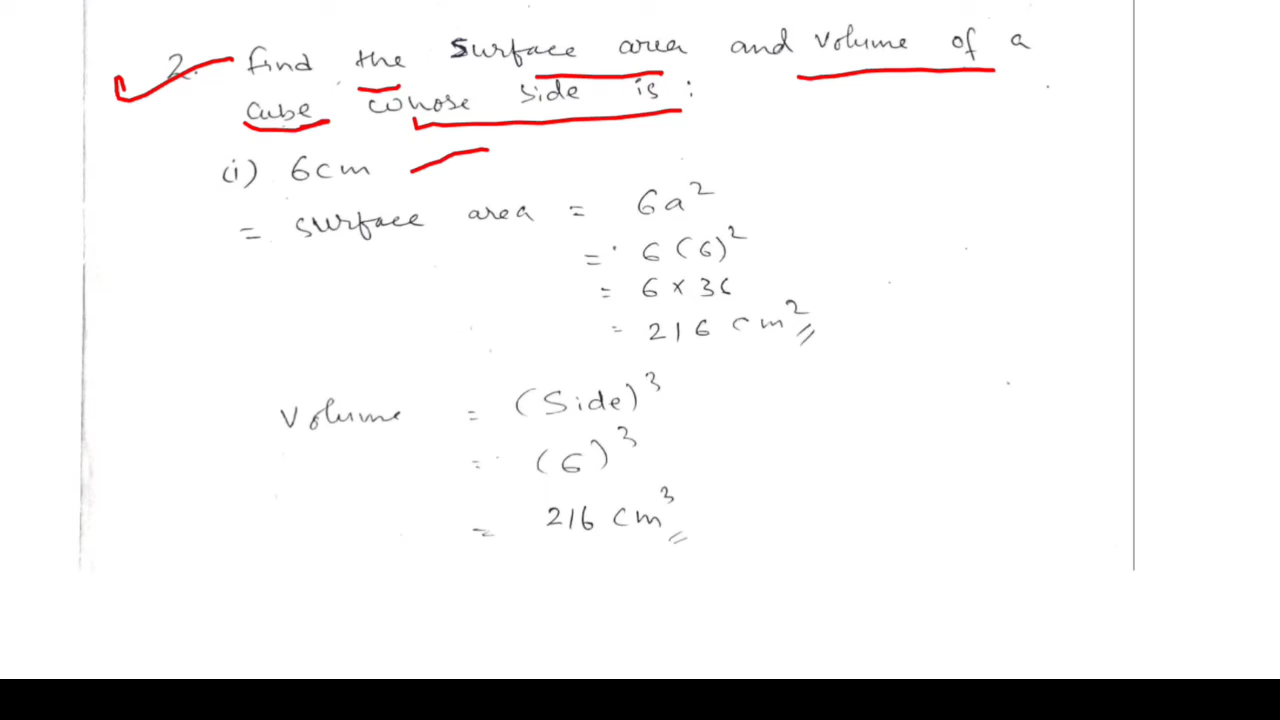 2. find the surface area and volume of a
cube whose side is :
(i) 6cm
= surface area = 6a²
= 6(6)²
= 6 × 36
= 216 cm²
volume = (Side)³
= (6)³
= 216 cm³